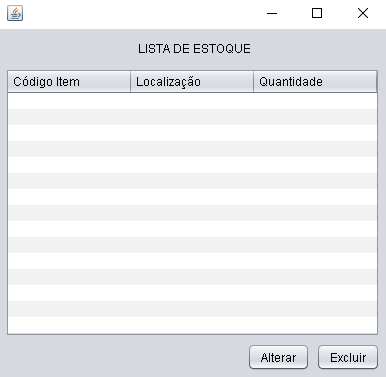 LISTA DE ESTOQUE
Código Item Localização Quantidade
Alterar Excluir